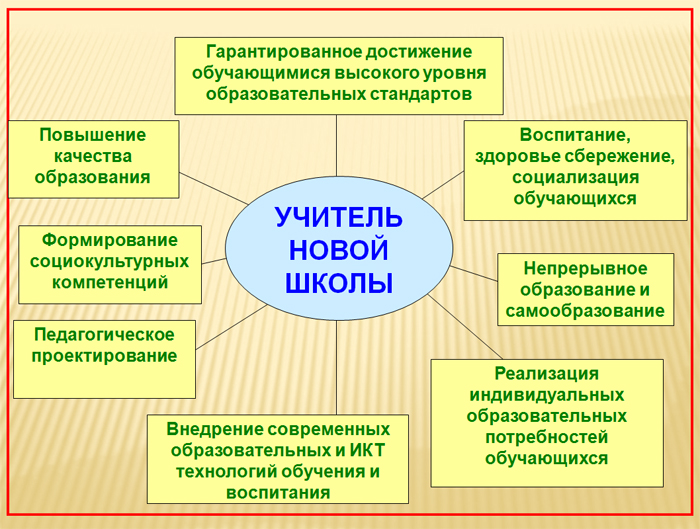 Гарантированное достижение
обучающимися высокого уровня
образовательных стандартов
Повышение
качества
образования
Воспитание,
здоровье сбережение,
социализация
обучающихся
УЧИТЕЛЬ
НОВОЙ
ШКОЛЫ
Формирование
социокультурных
компетенций
Непрерывное
образование и
самообразование
Педагогическое
проектирование
Реализация
индивидуальных
образовательных
потребностей
обучающихся
Внедрение современных
образовательных и ИКТ
технологий обучения и
воспитания